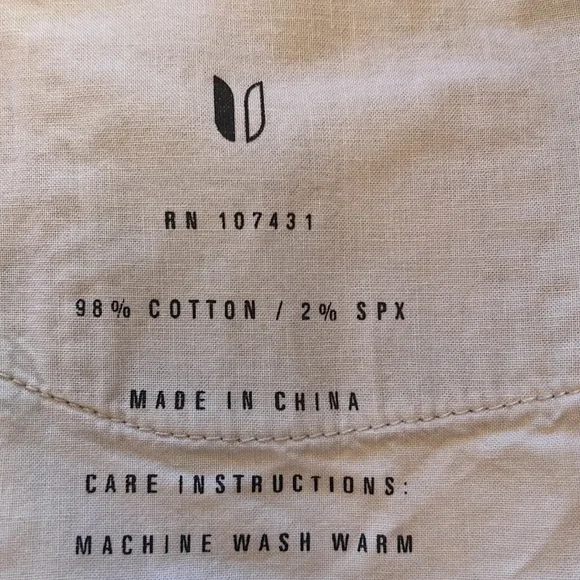 RN 107431
98% COTTON / 2% SPX
MADE IN CHINA
CARE INSTRUCTIONS:
MACHINE WASH WARM